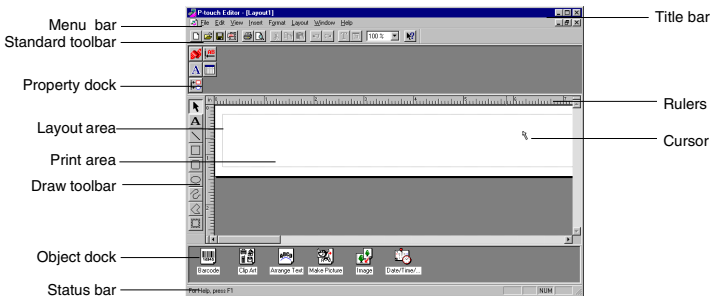 P-touch Editor - [Layout1]
Title bar
Menu bar
File Edit View Insert Format Layout Window Help
Standard toolbar
100 %
Property dock
Rulers
Layout area
Cursor
Print area
Draw toolbar
Object dock
Barcode Clip Art Arrange Text Make Picture Image Date/Time/...
Status bar
For Help, press F1
NUM